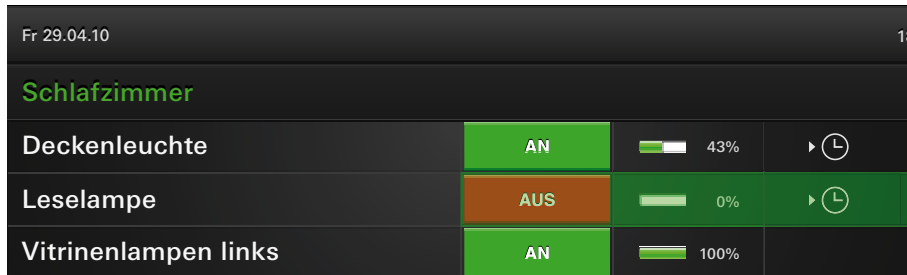 Fr 29.04.10
Schlafzimmer
Deckenleuchte AN 43%
Leselampe AUS 0%
Vitrinenlampen links AN 100%